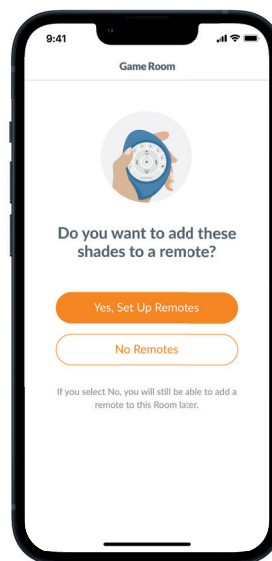 9:41
Game Room
Do you want to add these
shades to a remote?
Yes, Set Up Remotes
No Remotes
If you select No, you will still be able to add a
remote to this Room later.